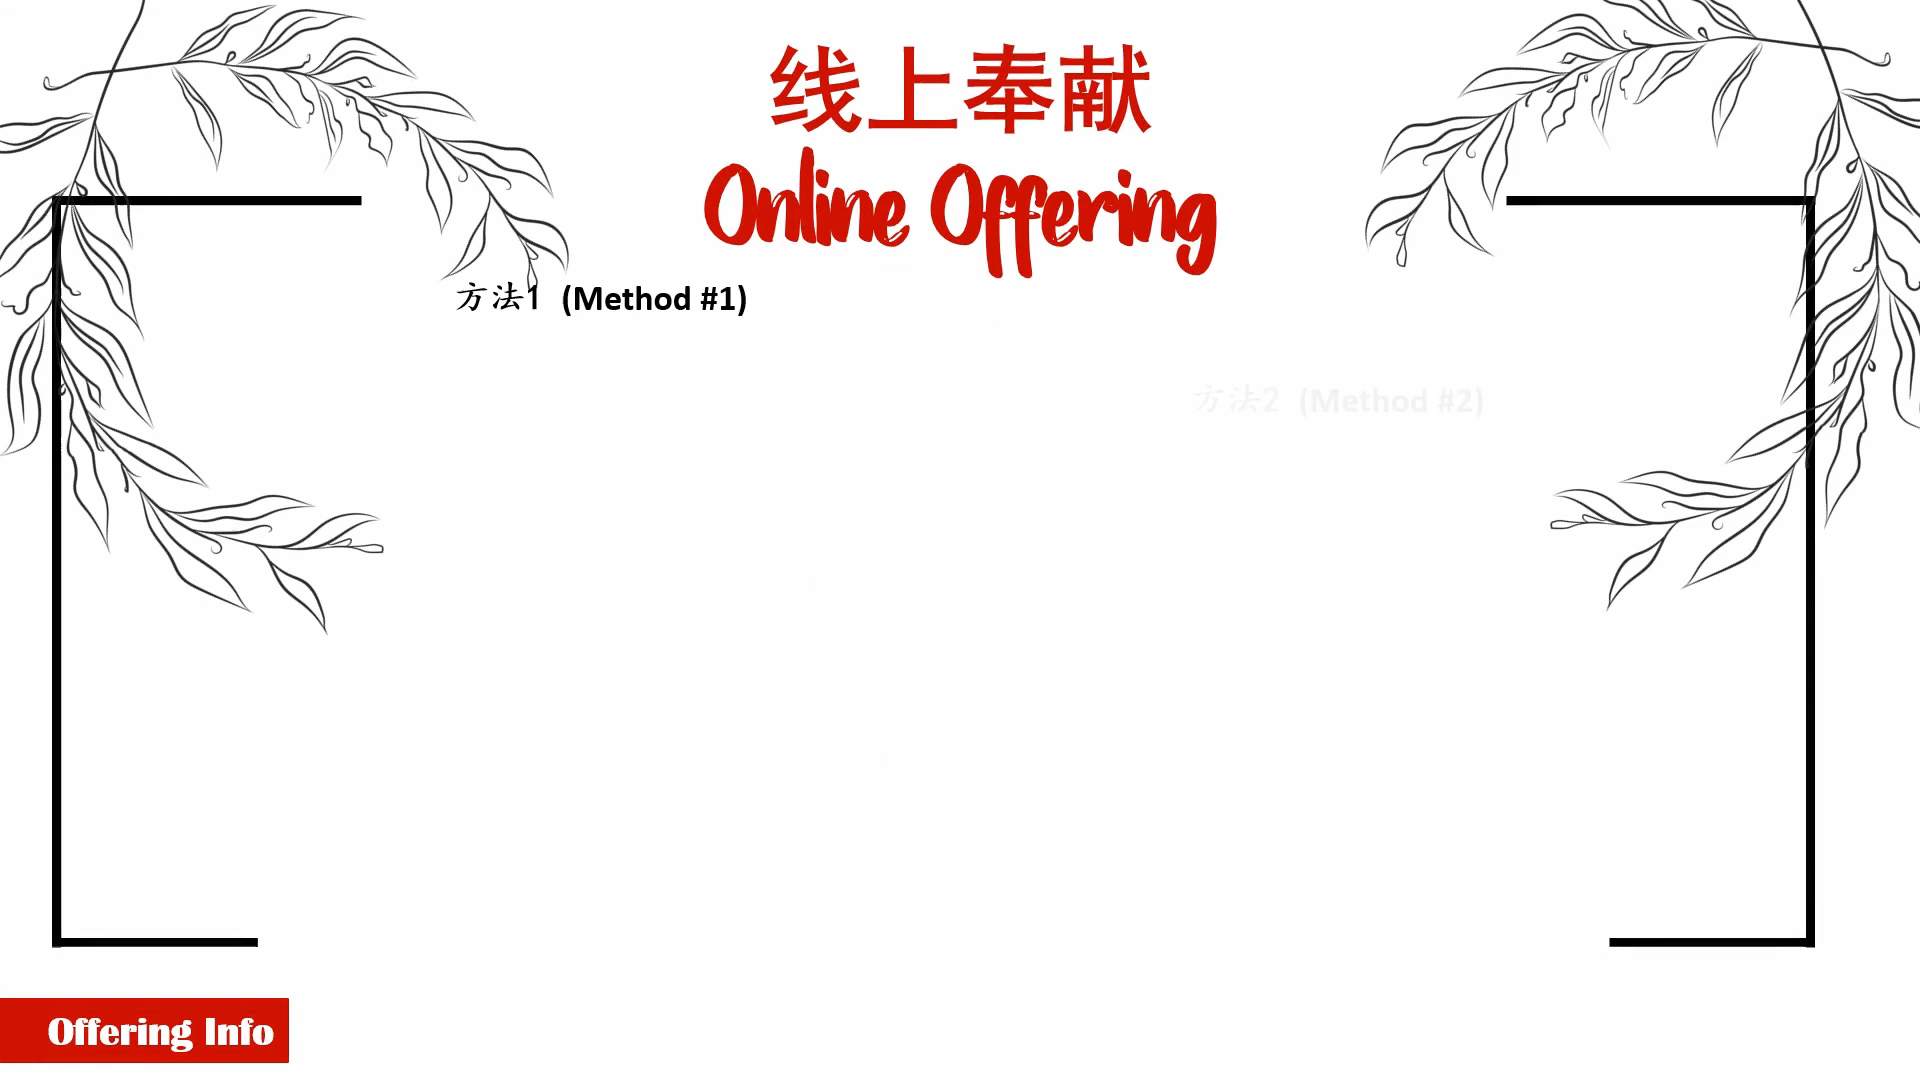 线上奉献
Online Offering
方法1 (Method #1)
方法2 (Method #2)
Offering Info